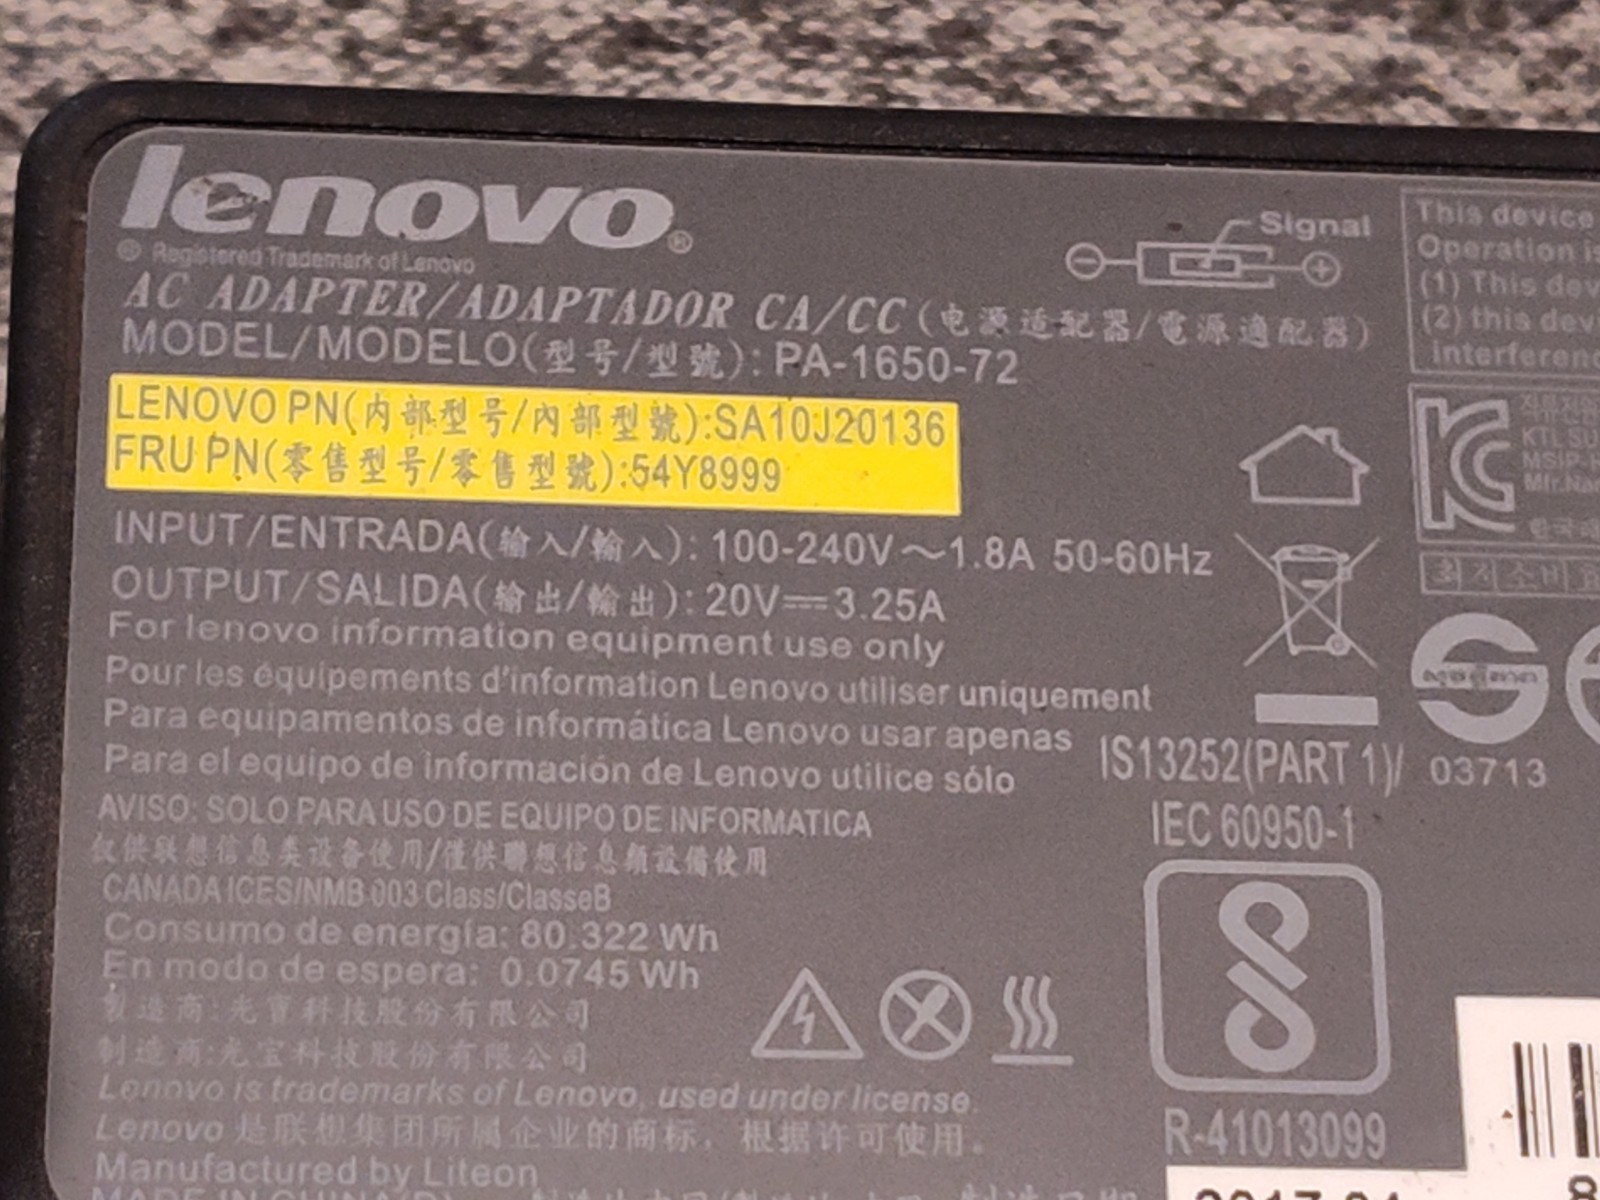 lenovo®
® Registered Trademark of Lenovo
Signal
AC ADAPTER/ADAPTADOR CA/CC(电源适配器/電源適配器)
MODEL/MODELO(型号/型號): PA-1650-72
LENOVO PN(内部型号/內部型號):SA10J20136
FRU PN(零售型号/零售型號):54Y8999
INPUT/ENTRADA(输入/輸入): 100-240V～1.8A 50-60Hz
OUTPUT/SALIDA(输出/輸出): 20V⎓3.25A
For lenovo information equipment use only
Pour les équipements d'information Lenovo utiliser uniquement
Para equipamentos de informática Lenovo usar apenas
Para el equipo de información de Lenovo utilice sólo
AVISO: SOLO PARA USO DE EQUIPO DE INFORMATICA
仅供联想信息类设备使用/僅供聯想信息類設備使用
CANADA ICES/NMB 003 Class/ClasseB
Consumo de energía: 80.322 Wh
En modo de espera: 0.0745 Wh
製造商:光寶科技股份有限公司
制造商:光宝科技股份有限公司
Lenovo is trademarks of Lenovo, used under license.
Lenovo 是联想集团所属企业的商标，根据许可使用。
Manufactured by Liteon
This device
Operation is
(1) This
(2) this
KTL
한국
최저소비
03713
IS13252(PART 1)/
IEC 60950-1
R-41013099